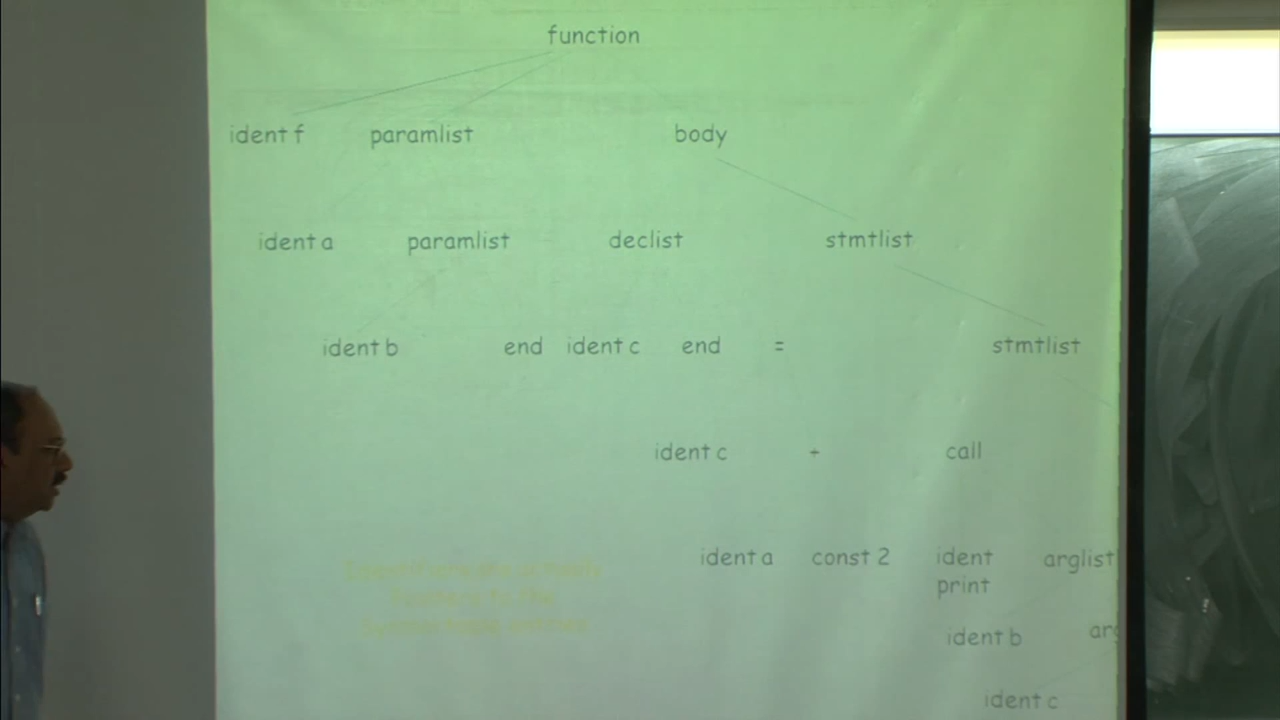 function
ident f paramlist body
ident a paramlist declist stmtlist
ident b end ident c end = stmtlist
ident c + call
ident a const 2 ident arglist
print
ident b
ident c